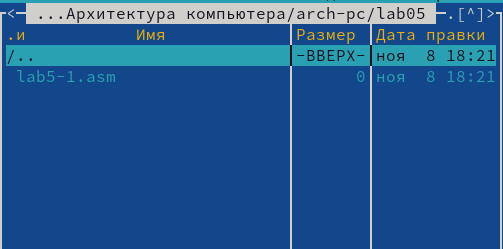 <- ...Архитектура компьютера/arch-pc/lab05 -.[^]>
.и Имя Размер Дата правки
/.. -ВВЕРХ- ноя 8 18:21
lab5-1.asm 0 ноя 8 18:21